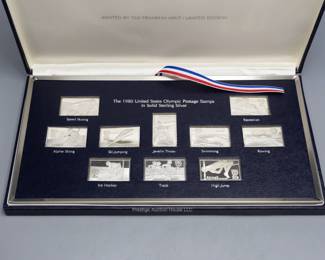 MINTED BY THE FRANKLIN MINT LIMITED EDITION
The 1980 United States Olympic Postage Stamps
in Solid Sterling Silver
Speed Skating
Equestrian
Alpine Skiing
Ski Jumping
Javelin Throw
Swimming
Rowing
Ice Hockey
Track
High Jump
Prestige Auction House LLC